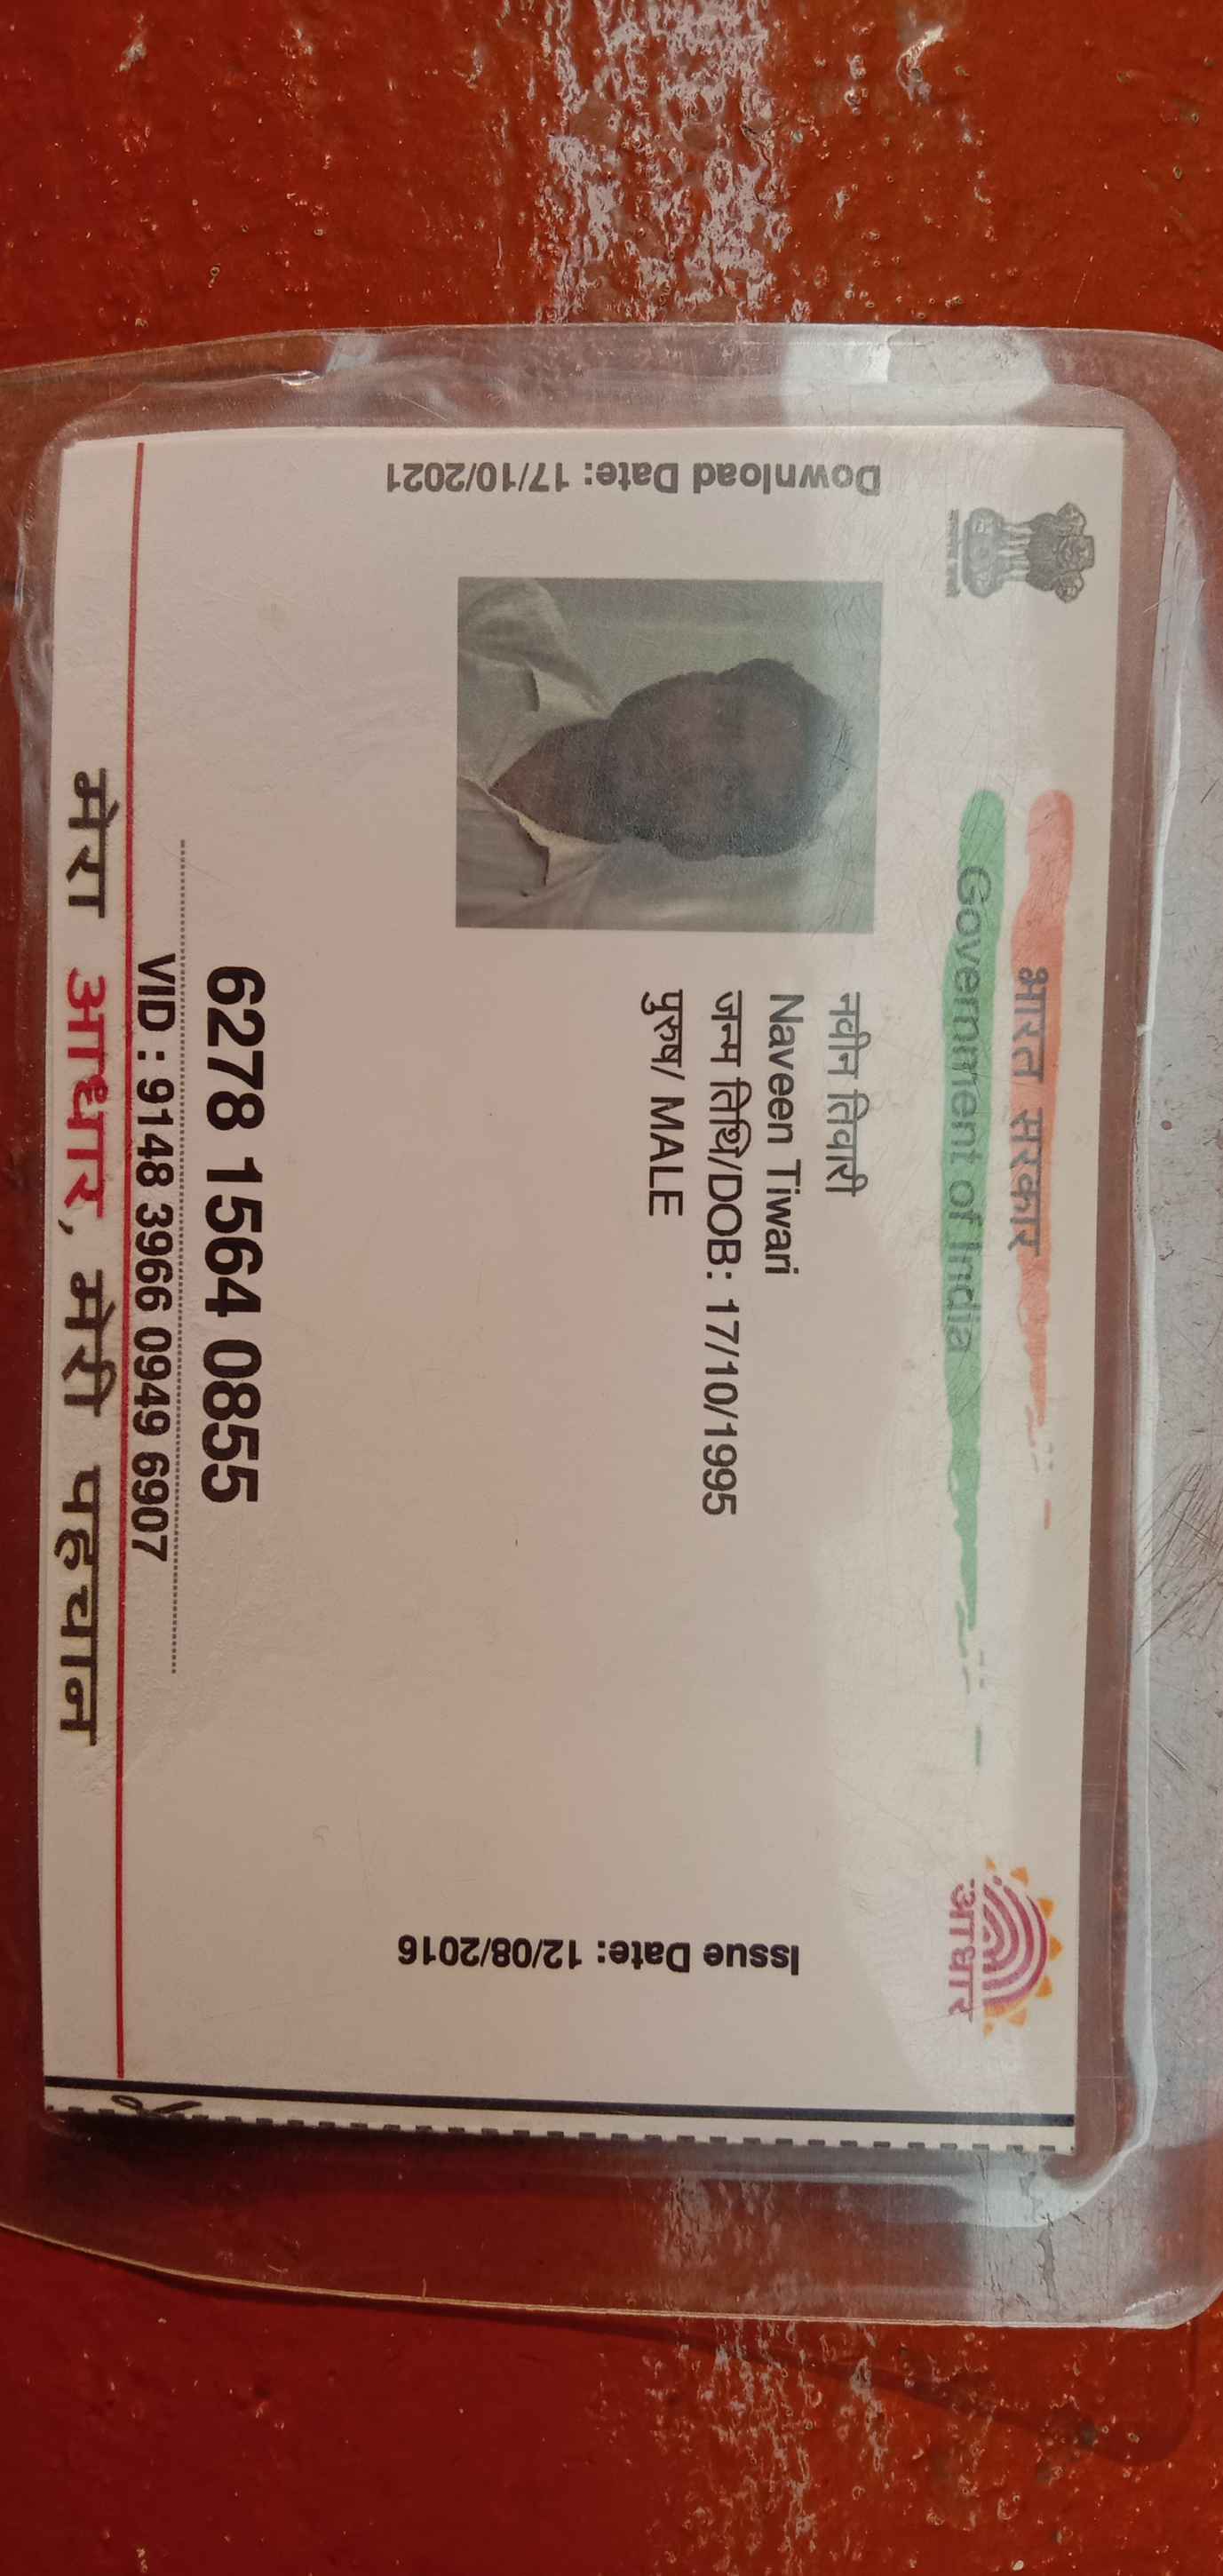 भारत सरकार
Government of India
Download Date: 17/10/2021
नवीन तिवारी
Naveen Tiwari
जन्म तिथि/DOB: 17/10/1995
पुरुष/ MALE
Issue Date: 12/08/2016
आधार
6278 1564 0855
VID : 9148 3966 0949 6907
मेरा आधार, मेरी पहचान